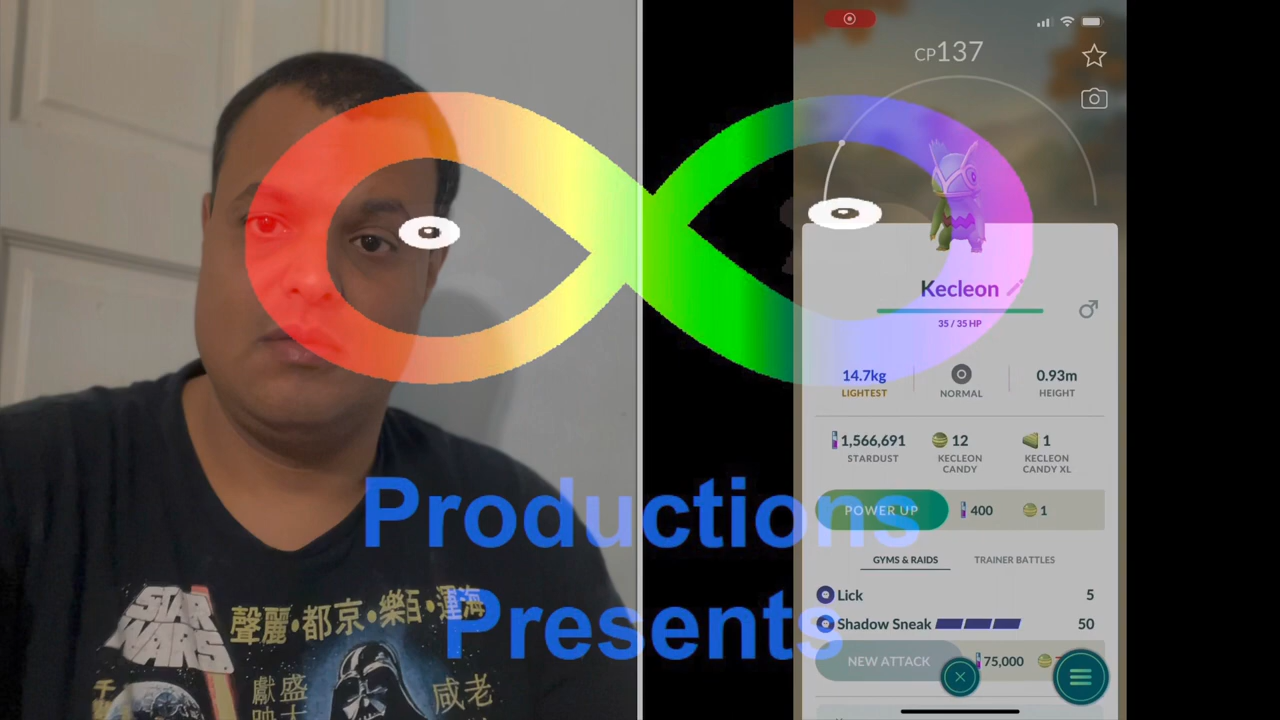 CP137
Kecleon
35 / 35 HP
14.7kg
LIGHTEST
NORMAL
0.93m
HEIGHT
1,566,691
STARDUST
12
KECLEON
CANDY
1
KECLEON
CANDY XL
POWER UP
400
1
GYMS & RAIDS
TRAINER BATTLES
Lick
5
Shadow Sneak
50
NEW ATTACK
75,000
Productions
Presents
STAR
WARS
聲麗•都京•樂百•運海
千
獻盛
咸老